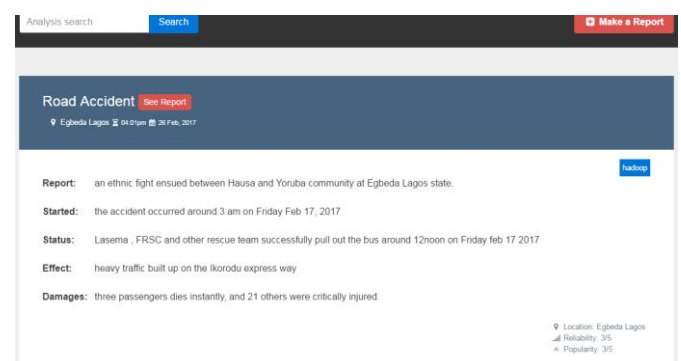 Analysis search Search Make a Report
Road Accident See Report
Egbeda Lagos 04:01pm 26 Feb, 2017
hadoop
Report: an ethnic fight ensued between Hausa and Yoruba community at Egbeda Lagos state.
Started: the accident occurred around 3:am on Friday Feb 17, 2017
Status: Lasema , FRSC and other rescue team successfully pull out the bus around 12noon on Friday feb 17 2017
Effect: heavy traffic built up on the Ikorodu express way
Damages: three passengers dies instantly, and 21 others were critically injured.
Location: Egbeda Lagos
Reliability: 3/5
Popularity: 3/5